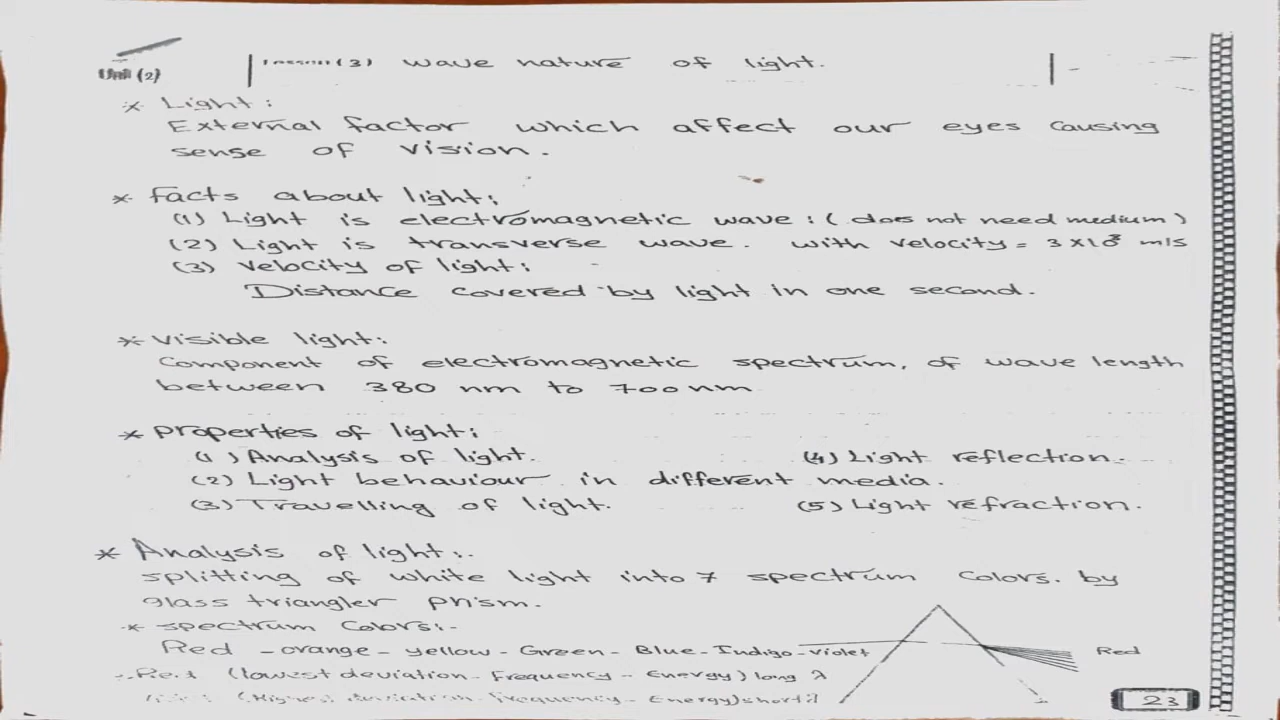 Unit (2)
Lesson (3) wave nature of light.
* Light:
External factor which affect our eyes causing
sense of vision.
* facts about light:
(1) Light is electromagnetic wave: (does not need medium)
(2) Light is transverse wave. with velocity = 3 x 10⁸ m/s
(3) velocity of light:
Distance covered by light in one second.
* visible light:
Component of electromagnetic spectrum, of wave length
between 380 nm to 700 nm
* Properties of light:
(1) Analysis of light. (4) Light reflection.
(2) Light behaviour in different media.
(3) Travelling of light. (5) Light refraction.
* Analysis of light:.
splitting of white light into 7 spectrum colors. by
glass triangler prism.
* spectrum colors:-
Red - orange - yellow - Green - Blue - Indigo - violet
Red
Red (lowest deviation - Frequency - Energy) long λ
(Highest deviation - Frequency - Energy) short λ
23